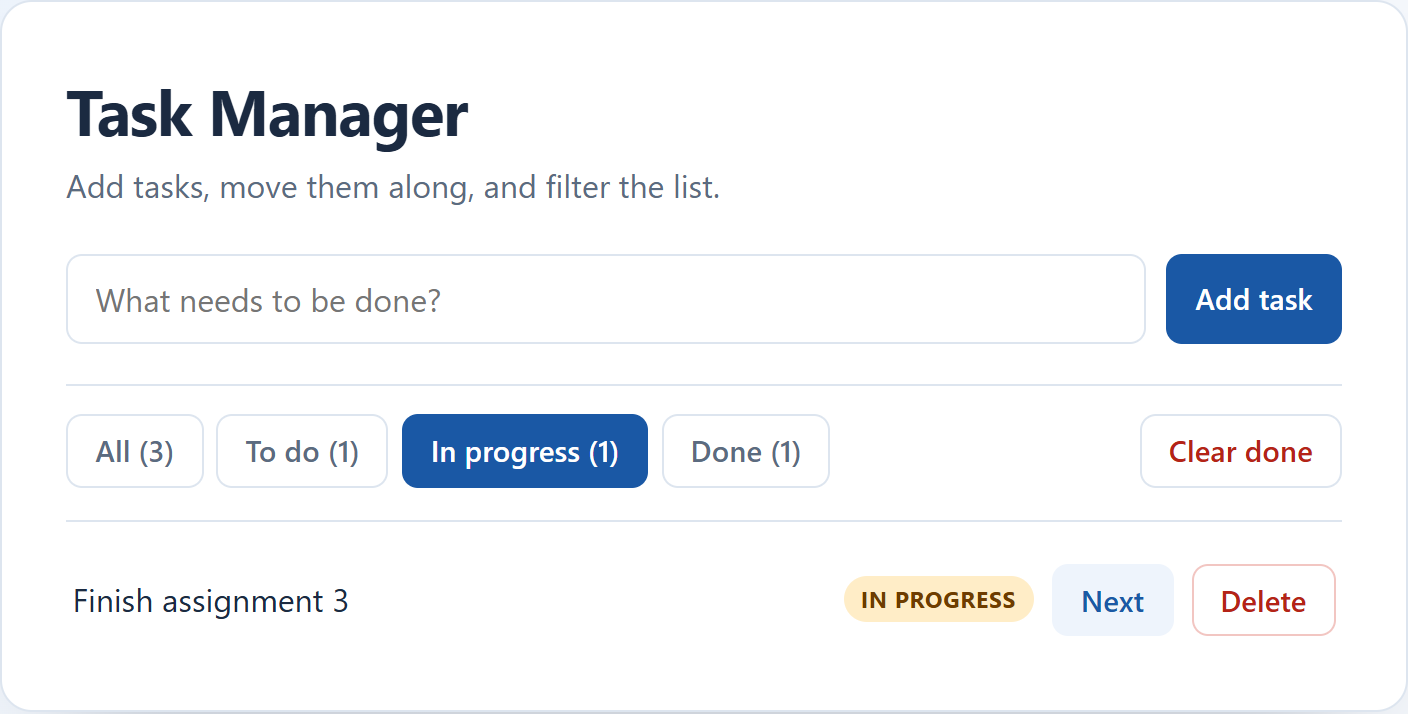 Task Manager
Add tasks, move them along, and filter the list.
What needs to be done?
Add task
All (3)
To do (1)
In progress (1)
Done (1)
Clear done
Finish assignment 3
IN PROGRESS
Next
Delete